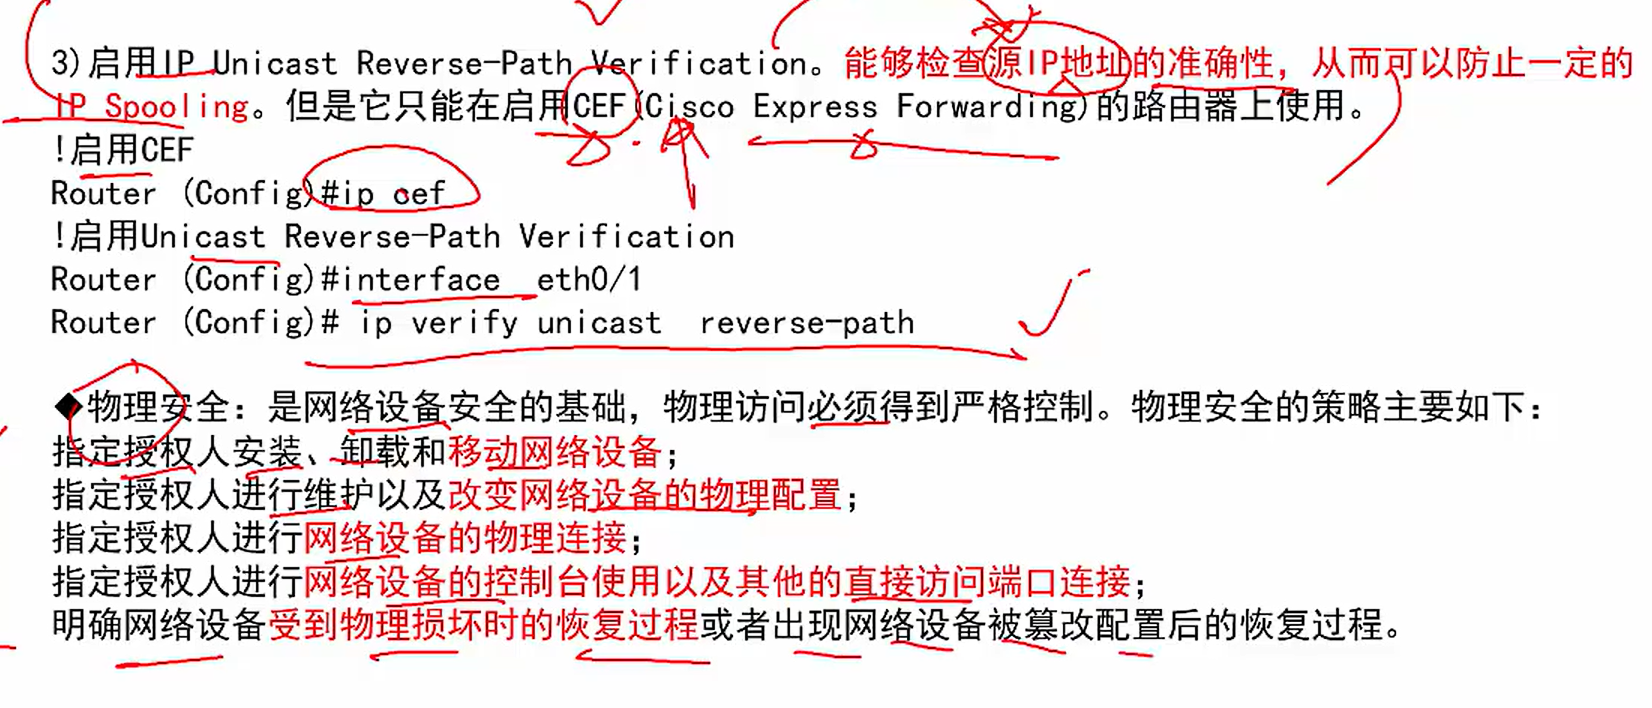 3)启用IP Unicast Reverse-Path Verification。能够检查源IP地址的准确性，从而可以防止一定的
IP Spooling。但是它只能在启用CEF(Cisco Express Forwarding)的路由器上使用。
!启用CEF
Router (Config)#ip cef
!启用Unicast Reverse-Path Verification
Router (Config)#interface  eth0/1
Router (Config)# ip verify unicast  reverse-path
◆物理安全：是网络设备安全的基础，物理访问必须得到严格控制。物理安全的策略主要如下：
指定授权人安装、卸载和移动网络设备；
指定授权人进行维护以及改变网络设备的物理配置；
指定授权人进行网络设备的物理连接；
指定授权人进行网络设备的控制台使用以及其他的直接访问端口连接；
明确网络设备受到物理损坏时的恢复过程或者出现网络设备被篡改配置后的恢复过程。